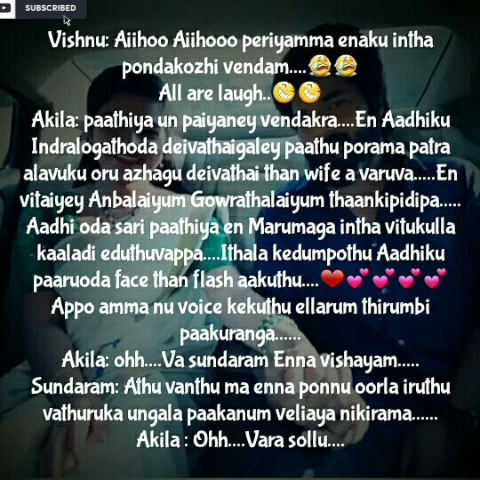 SUBSCRIBED
Vishnu: Aiihoo Aiihooo periyamma enaku intha
pondakozhi vendam....😭😭
All are laugh..😆😆
Akila: paathiya un paiyaney vendakra....En Aadhiku
Indralogathoda deivathaigaley paathu porama patra
alavuku oru azhagu deivathai than wife a varuva.....En
vitaiyey Anbalaiyum Gowrathalaiyum thaankipidipa.....
Aadhi oda sari paathiya en Marumaga intha vitukulla
kaaladi eduthuvappa....Ithala kedumpothu Aadhiku
paaruoda face than flash aakuthu....❤️💕💕💕💕
Appo amma nu voice kekuthu ellarum thirumbi
paakuranga......
Akila: ohh....Va sundaram Enna vishayam.....
Sundaram: Athu vanthu ma enna ponnu oorla iruthu
vathuruka ungala paakanum veliaya nikirama......
Akila : Ohh....Vara sollu....